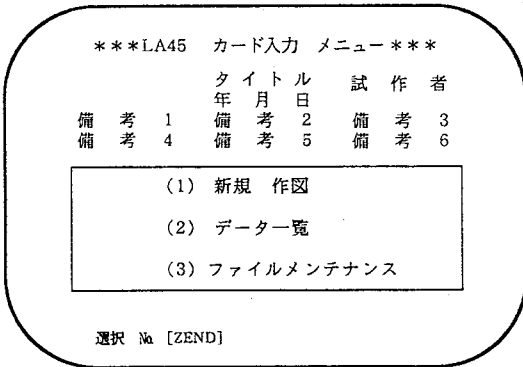 ***LA45 カード入力 メニュー***
タイトル 試作者
年月日
備考1 備考2 備考3
備考4 備考5 備考6
(1) 新規 作図
(2) データ一覧
(3) ファイルメンテナンス
選択 № [ZEND]